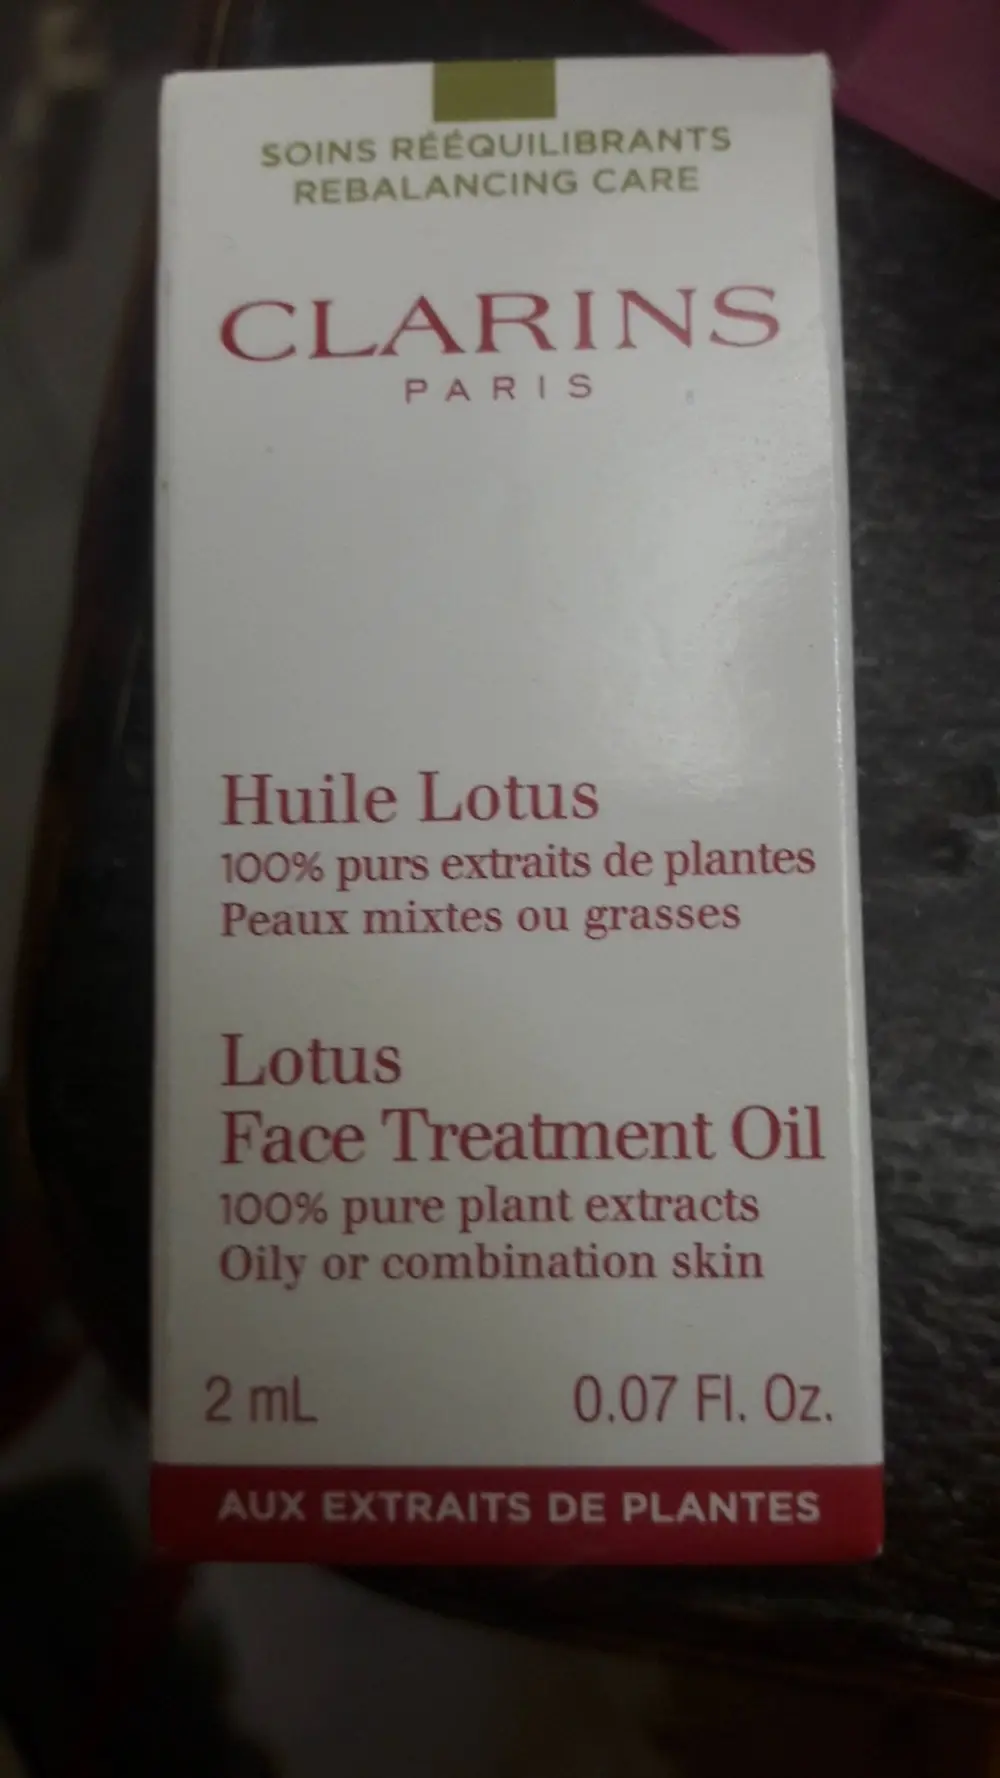 SOINS RÉÉQUILIBRANTS
REBALANCING CARE
CLARINS
PARIS
Huile Lotus
100% purs extraits de plantes
Peaux mixtes ou grasses
Lotus
Face Treatment Oil
100% pure plant extracts
Oily or combination skin
2 mL 0.07 Fl. Oz.
AUX EXTRAITS DE PLANTES